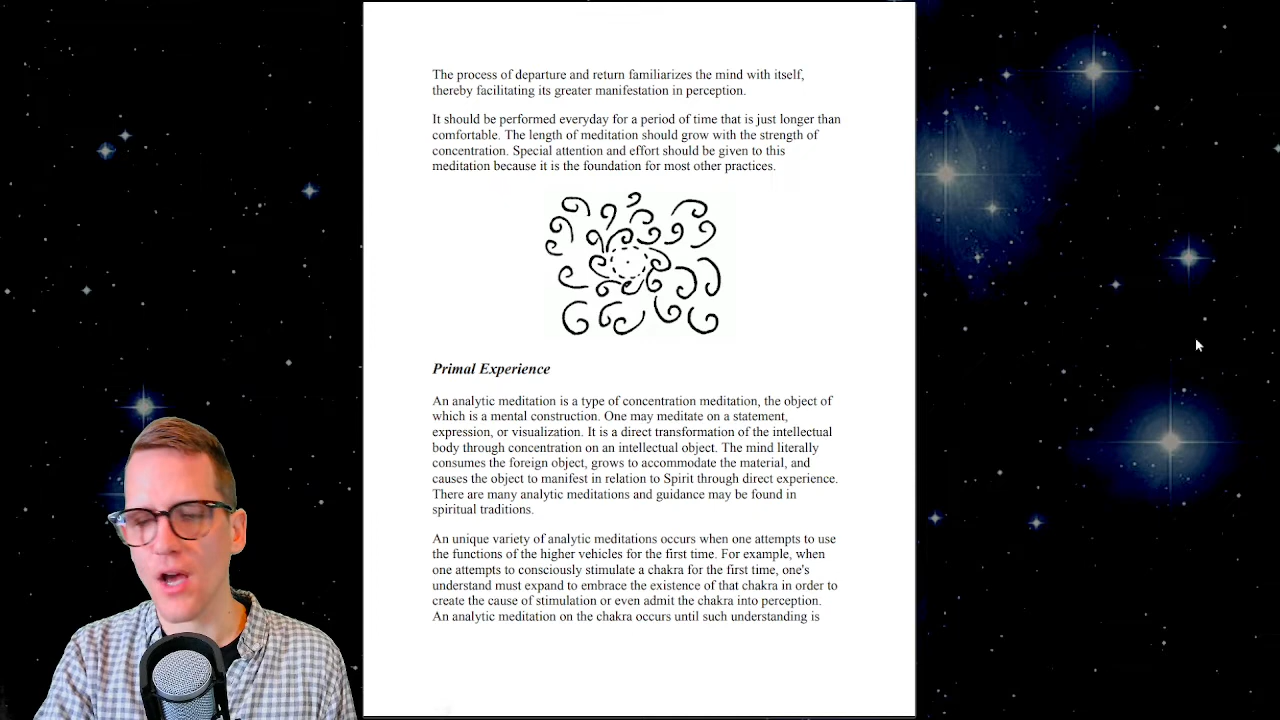 The process of departure and return familiarizes the mind with itself,
thereby facilitating its greater manifestation in perception.
It should be performed everyday for a period of time that is just longer than
comfortable. The length of meditation should grow with the strength of
concentration. Special attention and effort should be given to this
meditation because it is the foundation for most other practices.
Primal Experience
An analytic meditation is a type of concentration meditation, the object of
which is a mental construction. One may meditate on a statement,
expression, or visualization. It is a direct transformation of the intellectual
body through concentration on an intellectual object. The mind literally
consumes the foreign object, grows to accommodate the material, and
causes the object to manifest in relation to Spirit through direct experience.
There are many analytic meditations and guidance may be found in
spiritual traditions.
An unique variety of analytic meditations occurs when one attempts to use
the functions of the higher vehicles for the first time. For example, when
one attempts to consciously stimulate a chakra for the first time, one's
understand must expand to embrace the existence of that chakra in order to
create the cause of stimulation or even admit the chakra into perception.
An analytic meditation on the chakra occurs until such understanding is